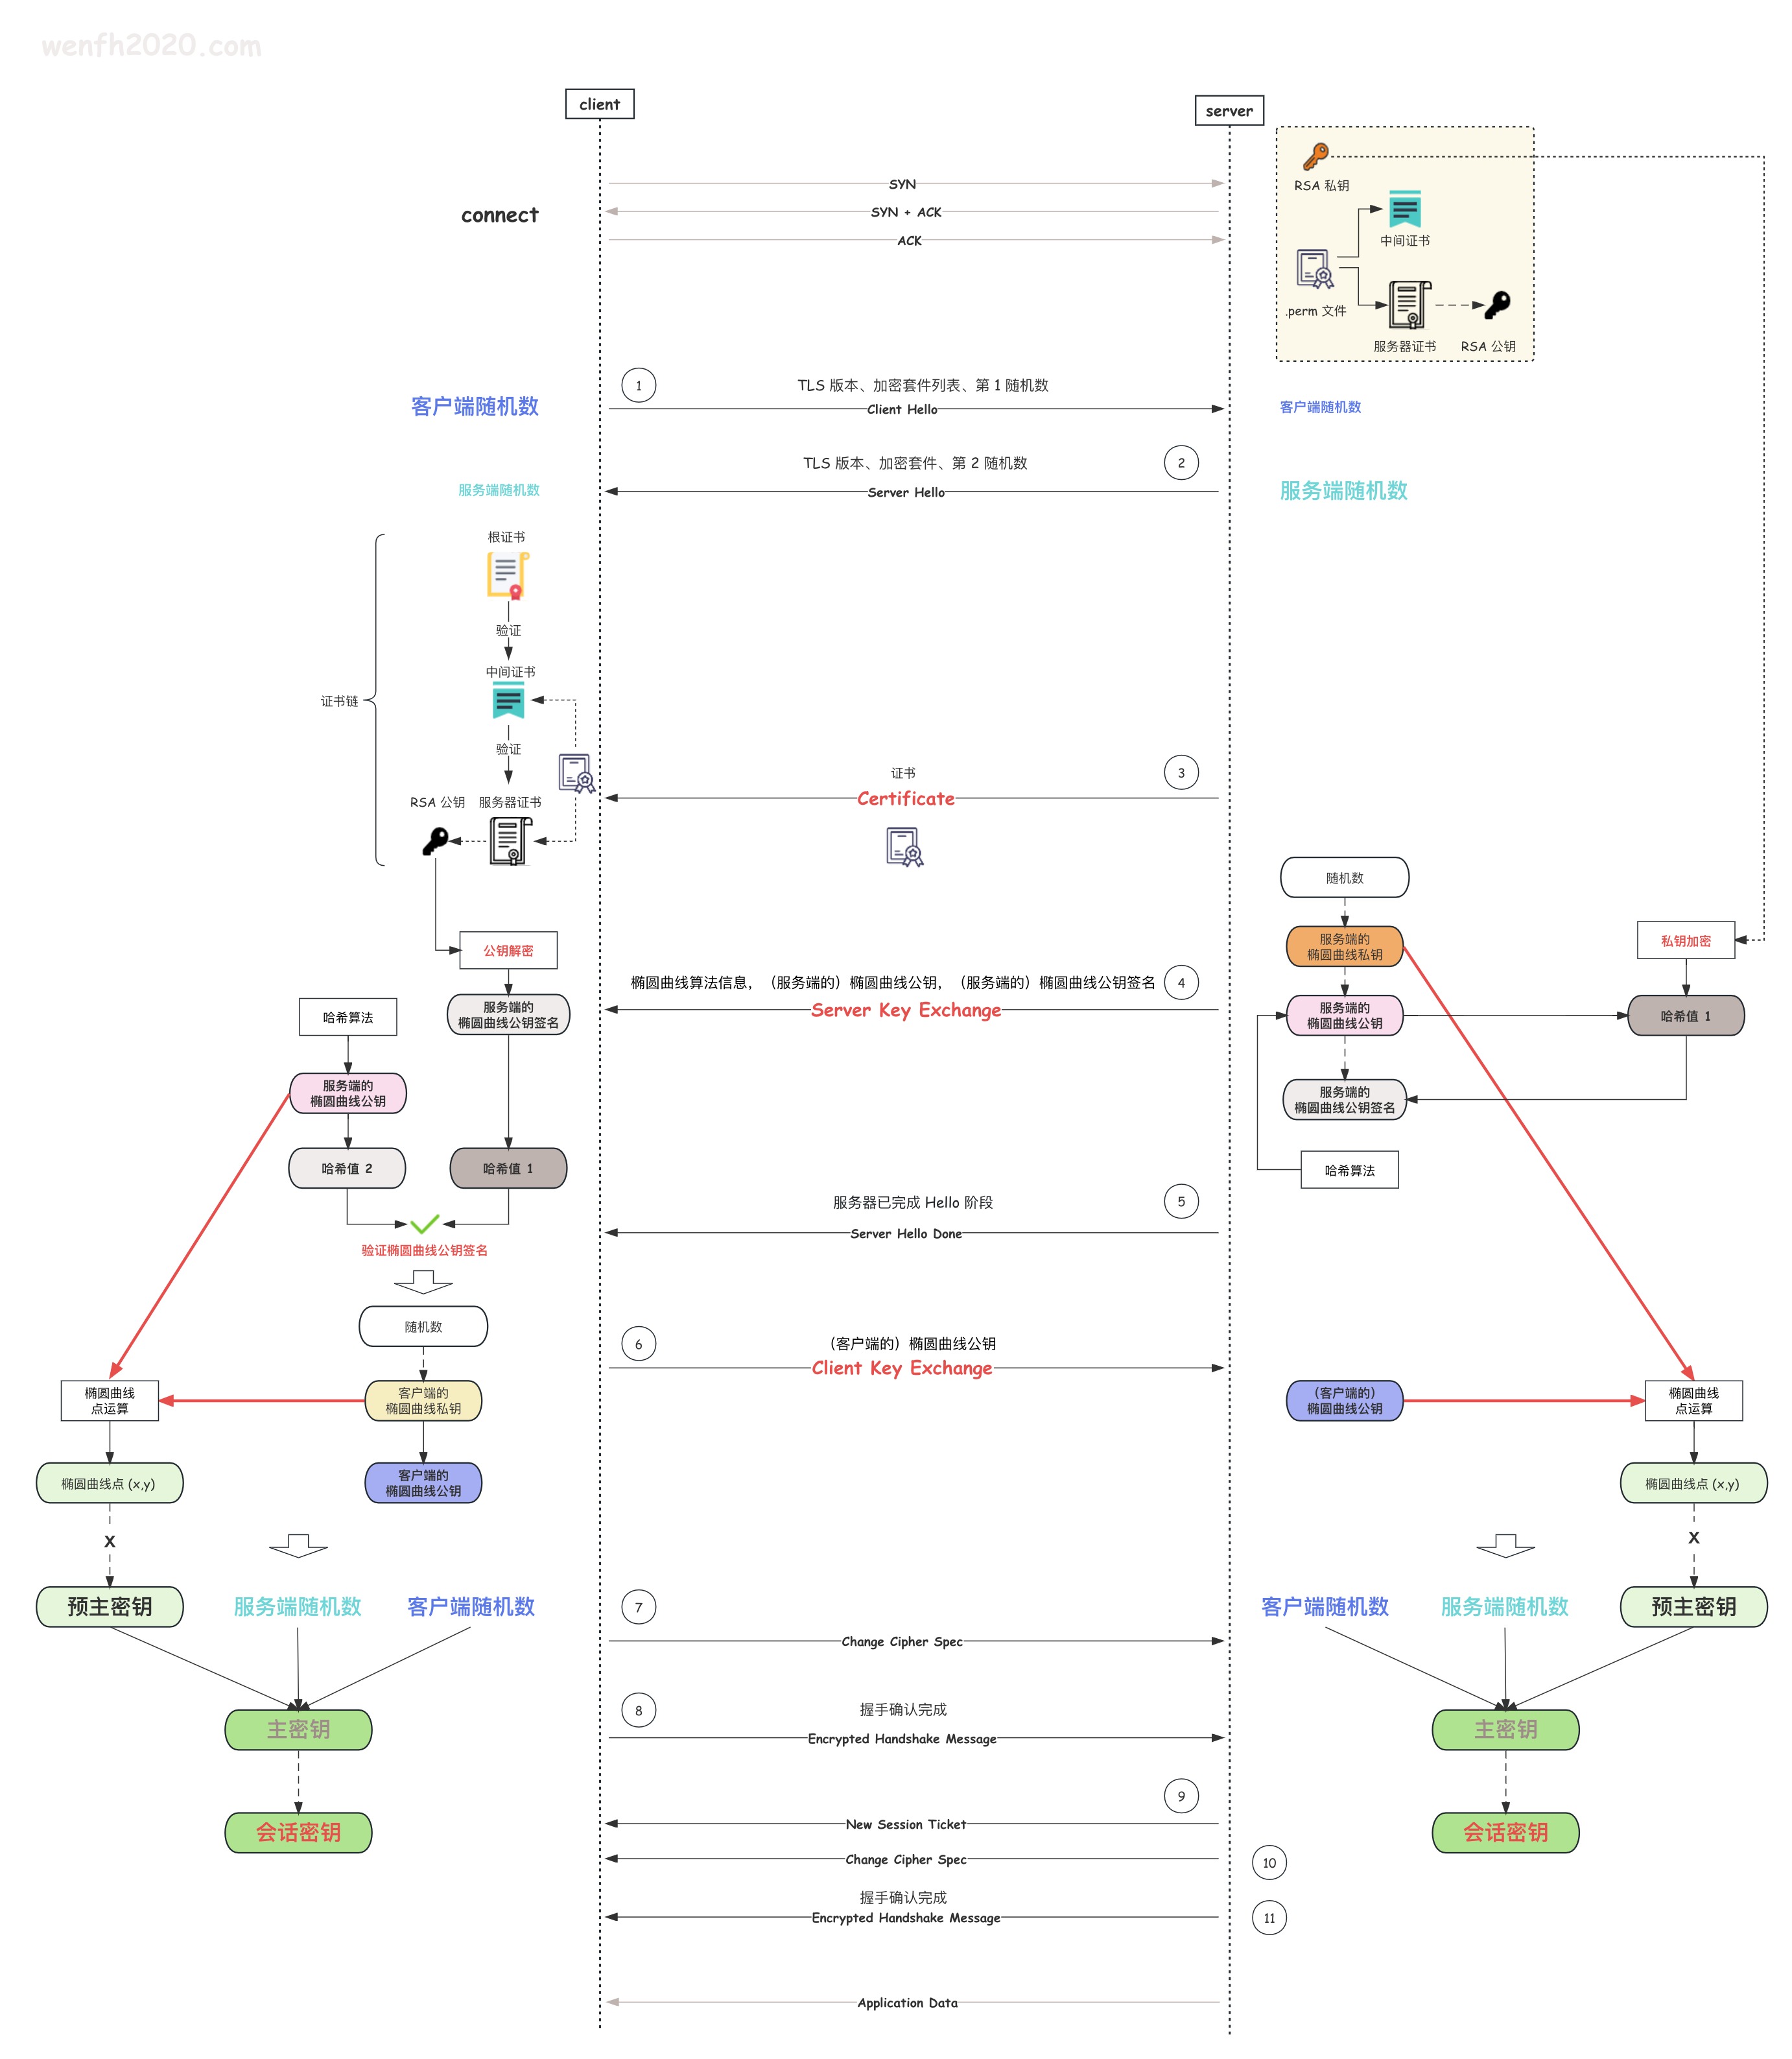 wenfh2020.com
client
server
RSA 私钥
SYN
connect
SYN + ACK
中间证书
ACK
.perm 文件
服务器证书
RSA 公钥
1
TLS 版本、加密套件列表、第 1 随机数
客户端随机数
Client Hello
客户端随机数
TLS 版本、加密套件、第 2 随机数
2
服务端随机数
Server Hello
服务端随机数
根证书
验证
中间证书
证书链
验证
证书
3
RSA 公钥
服务器证书
Certificate
随机数
公钥解密
服务端的
椭圆曲线私钥
私钥加密
椭圆曲线算法信息，（服务端的）椭圆曲线公钥，（服务端的）椭圆曲线公钥签名
4
Server Key Exchange
哈希算法
服务端的
椭圆曲线公钥签名
服务端的
椭圆曲线公钥
哈希值 1
服务端的
椭圆曲线公钥
服务端的
椭圆曲线公钥签名
哈希值 2
哈希值 1
哈希算法
服务器已完成 Hello 阶段
5
Server Hello Done
验证椭圆曲线公钥签名
随机数
6
（客户端的）椭圆曲线公钥
Client Key Exchange
椭圆曲线
点运算
客户端的
椭圆曲线私钥
（客户端的）
椭圆曲线公钥
椭圆曲线
点运算
椭圆曲线点 (x,y)
客户端的
椭圆曲线公钥
椭圆曲线点 (x,y)
X
X
预主密钥
服务端随机数
客户端随机数
7
客户端随机数
服务端随机数
预主密钥
Change Cipher Spec
8
握手确认完成
主密钥
Encrypted Handshake Message
主密钥
9
New Session Ticket
会话密钥
会话密钥
Change Cipher Spec
10
握手确认完成
Encrypted Handshake Message
11
Application Data